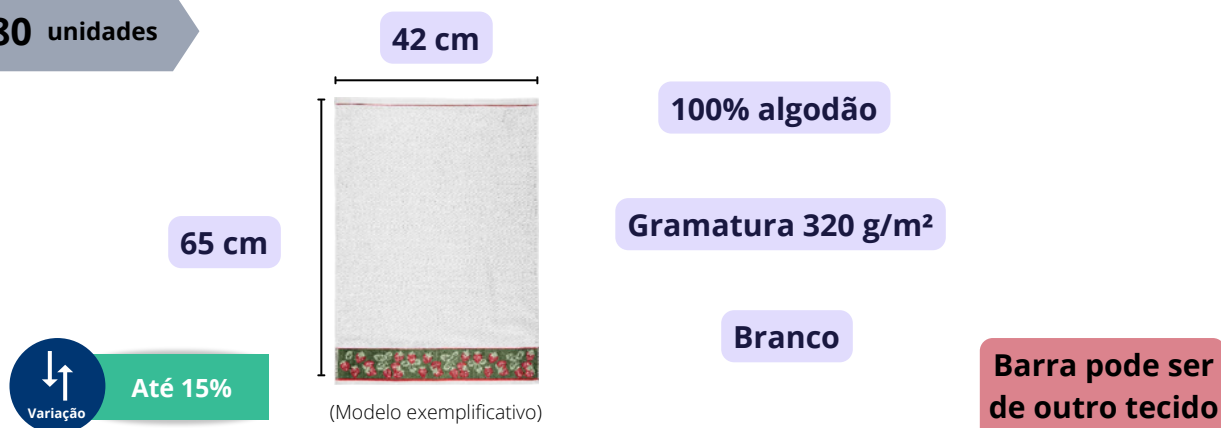 80 unidades
42 cm
100% algodão
Gramatura 320 g/m²
65 cm
Branco
Variação
Até 15%
(Modelo exemplificativo)
Barra pode ser
de outro tecido